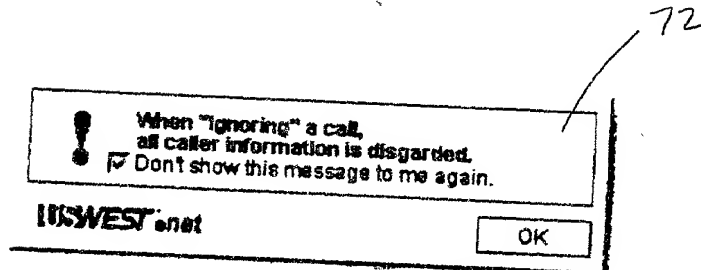 72
When "ignoring" a call,
all caller information is disgarded.
Don't show this message to me again.
USWEST.net
OK